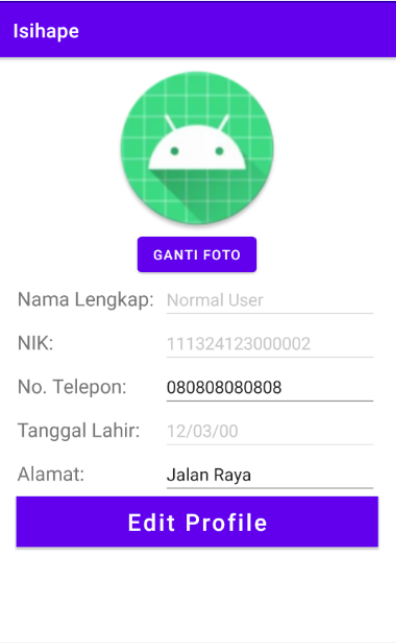 Isihape
GANTI FOTO
Nama Lengkap: Normal User
NIK: 111324123000002
No. Telepon: 080808080808
Tanggal Lahir: 12/03/00
Alamat: Jalan Raya
Edit Profile